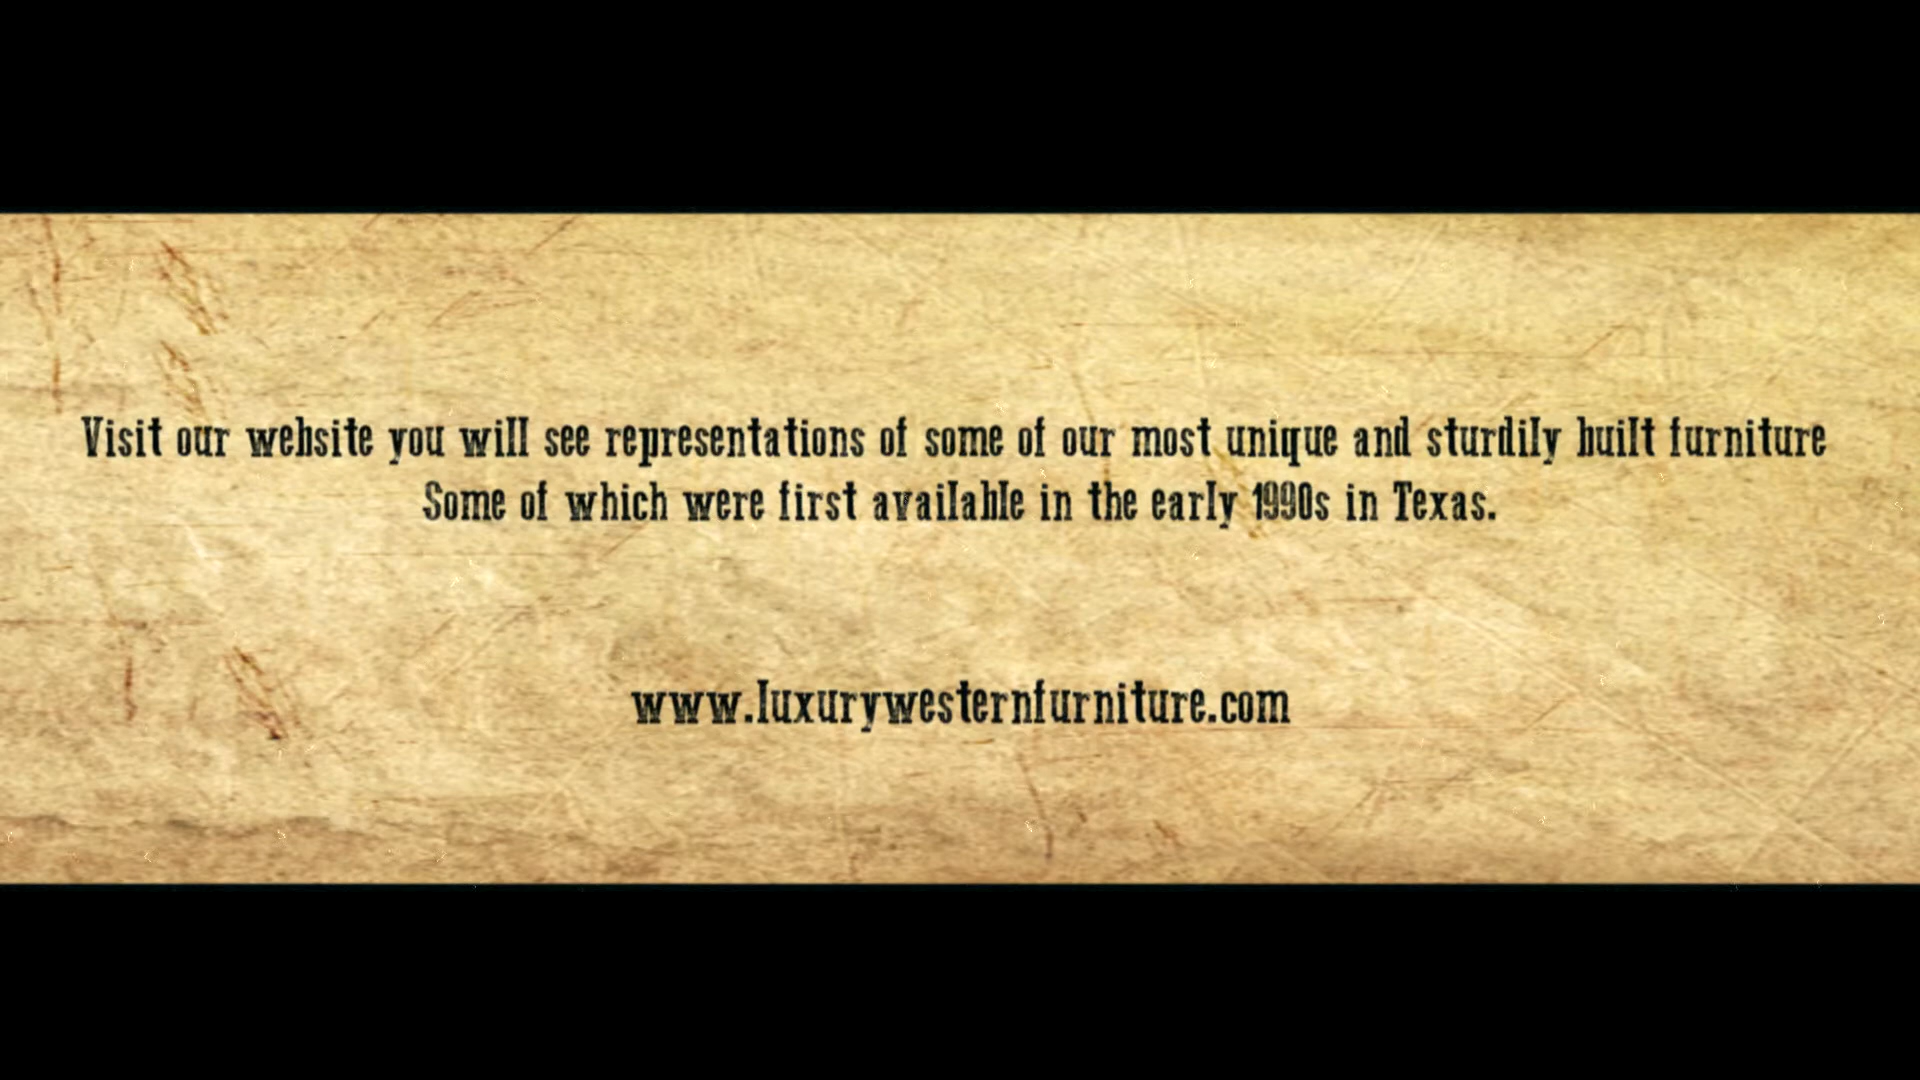 Visit our website you will see representations of some of our most unique and sturdily built furniture
Some of which were first available in the early 1990s in Texas.
www.luxurywesternfurniture.com